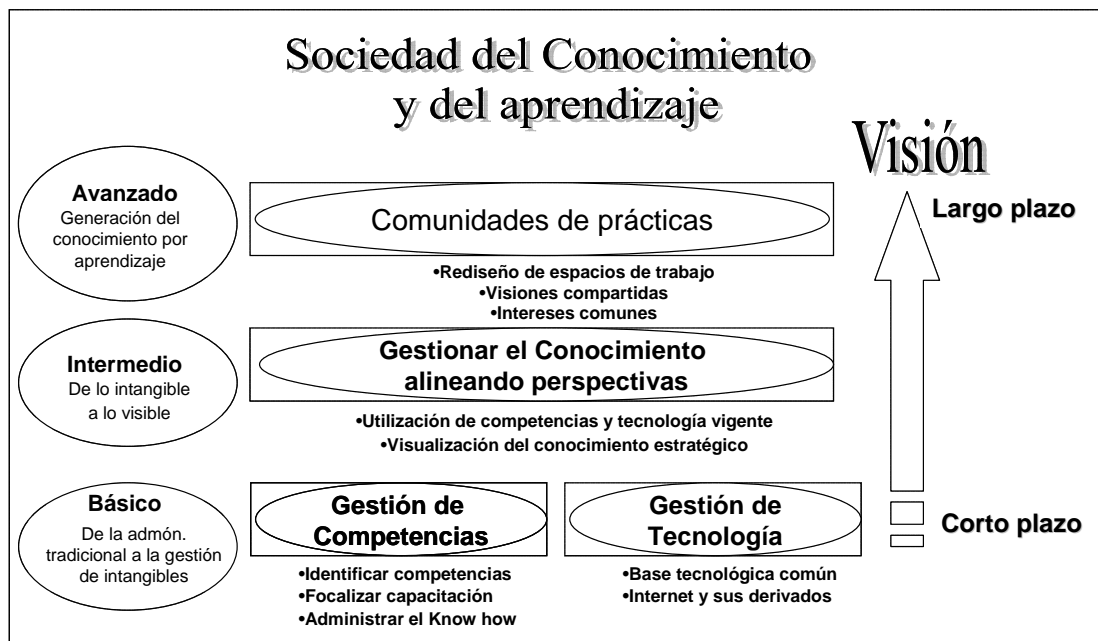 Sociedad del Conocimiento
y del aprendizaje
Visión
Largo plazo
Corto plazo
Avanzado
Generación del
conocimiento por
aprendizaje
Comunidades de prácticas
•Rediseño de espacios de trabajo
•Visiones compartidas
•Intereses comunes
Intermedio
De lo intangible
a lo visible
Gestionar el Conocimiento
alineando perspectivas
•Utilización de competencias y tecnología vigente
•Visualización del conocimiento estratégico
Básico
De la admón.
tradicional a la gestión
de intangibles
Gestión de
Competencias
•Identificar competencias
•Focalizar capacitación
•Administrar el Know how
Gestión de
Tecnología
•Base tecnológica común
•Internet y sus derivados